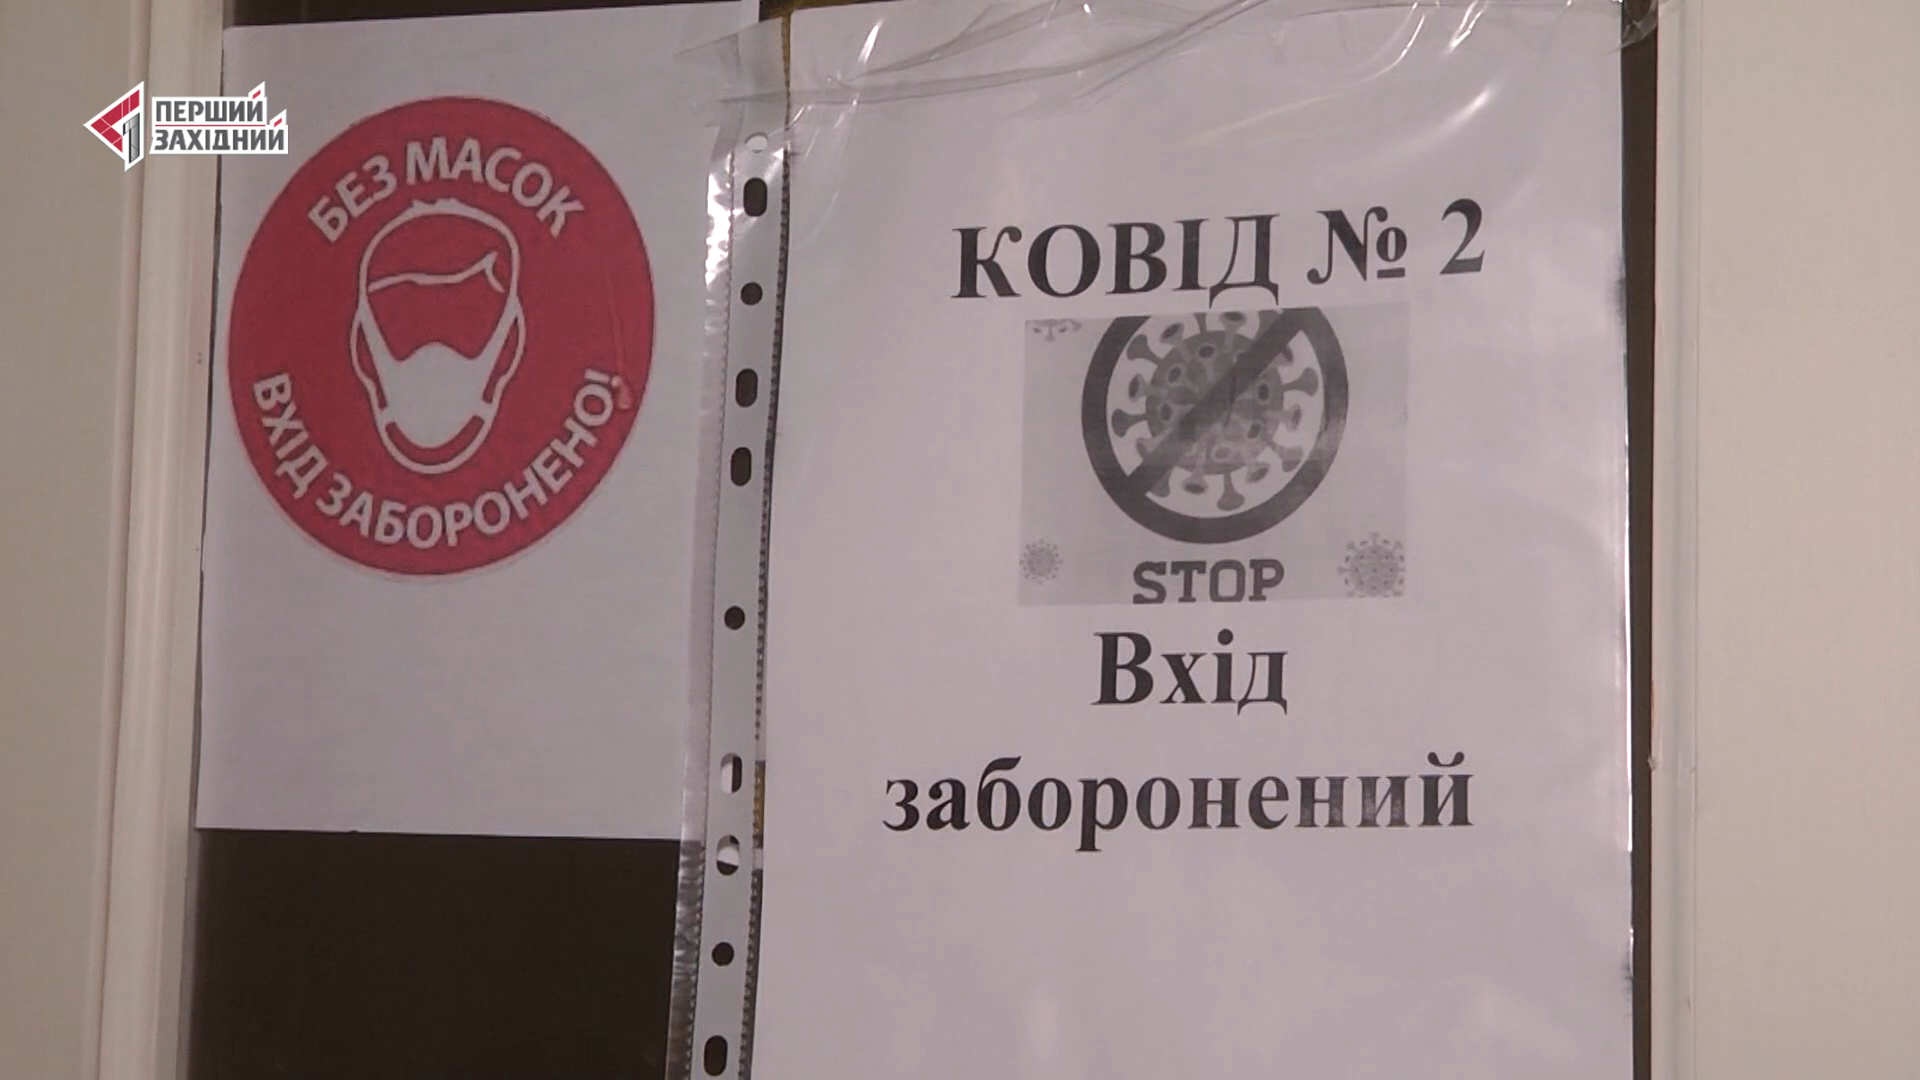 ПЕРШИЙ
ЗАХІДНИЙ
БЕЗ МАСОК
ВХІД ЗАБОРОНЕНО!
КОВІД № 2
STOP
Вхід
заборонений